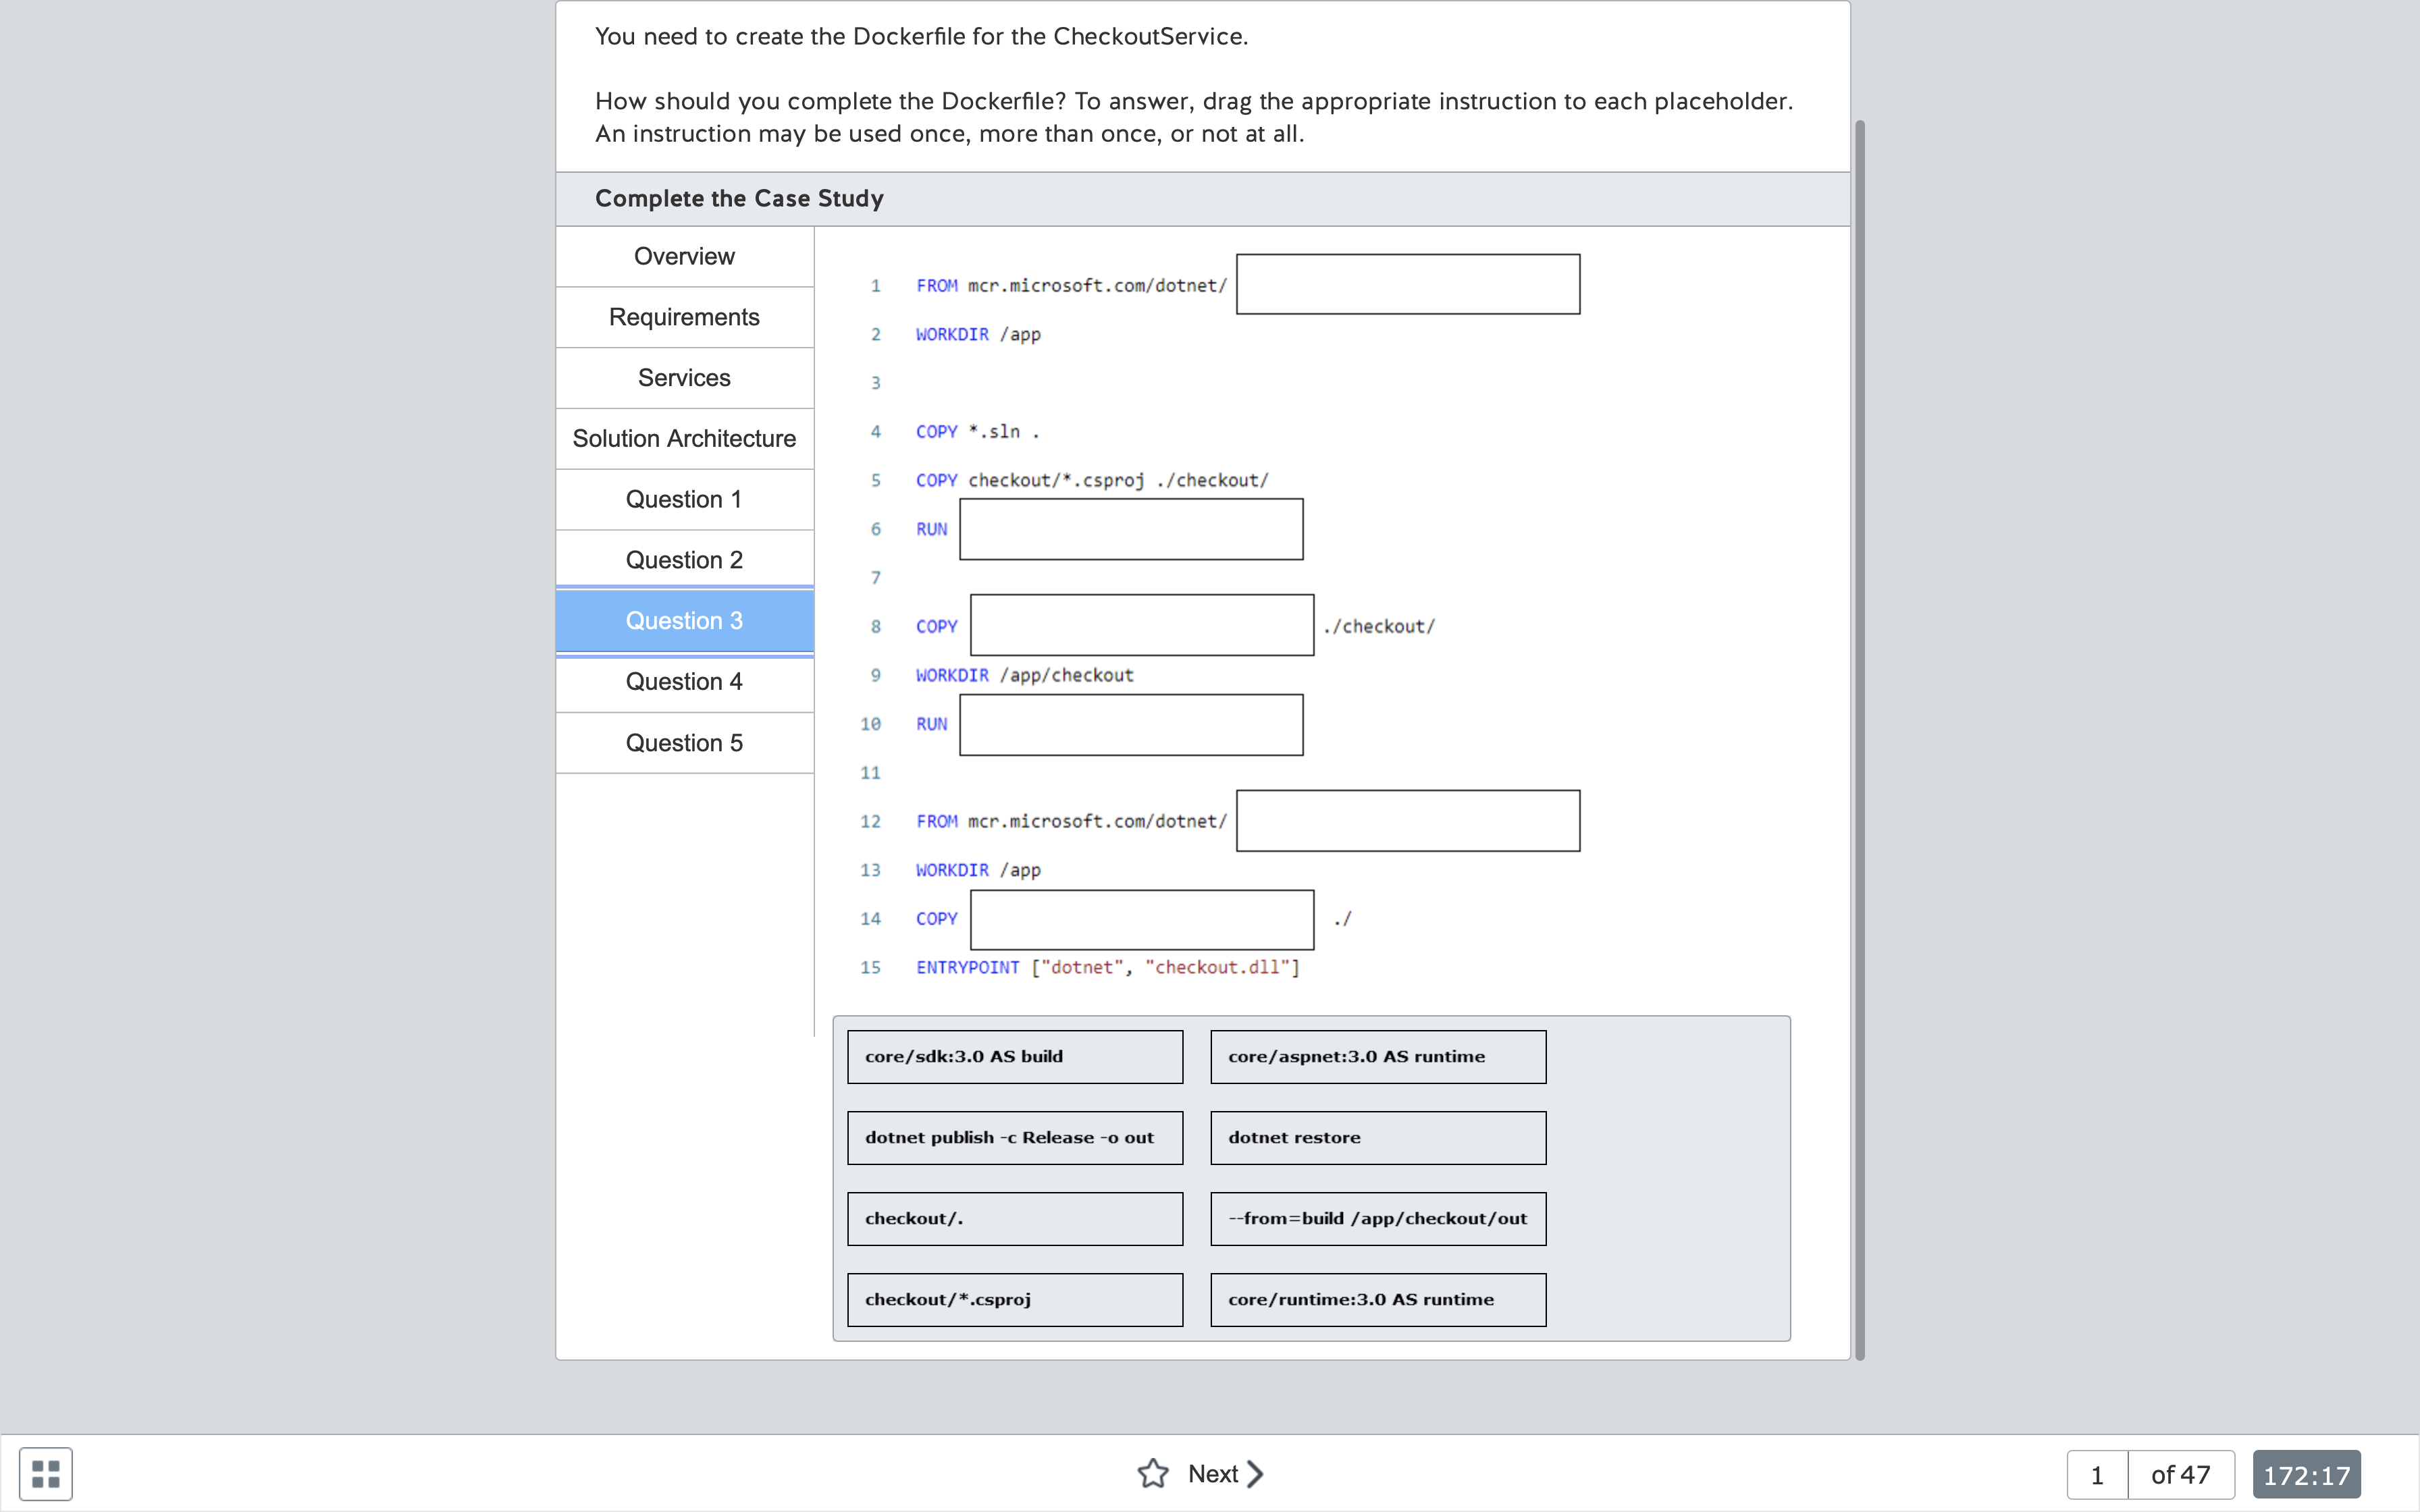 You need to create the Dockerfile for the CheckoutService.
How should you complete the Dockerfile? To answer, drag the appropriate instruction to each placeholder.
An instruction may be used once, more than once, or not at all.
Complete the Case Study
Overview
Requirements
Services
Solution Architecture
Question 1
Question 2
Question 3
Question 4
Question 5
1 FROM mcr.microsoft.com/dotnet/
2 WORKDIR /app
3
4 COPY *.sln .
5 COPY checkout/*.csproj ./checkout/
6 RUN
7
8 COPY ./checkout/
9 WORKDIR /app/checkout
10 RUN
11
12 FROM mcr.microsoft.com/dotnet/
13 WORKDIR /app
14 COPY ./
15 ENTRYPOINT ["dotnet", "checkout.dll"]
core/sdk:3.0 AS build
core/aspnet:3.0 AS runtime
dotnet publish -c Release -o out
dotnet restore
checkout/.
--from=build /app/checkout/out
checkout/*.csproj
core/runtime:3.0 AS runtime
Next
1 of 47
172:17